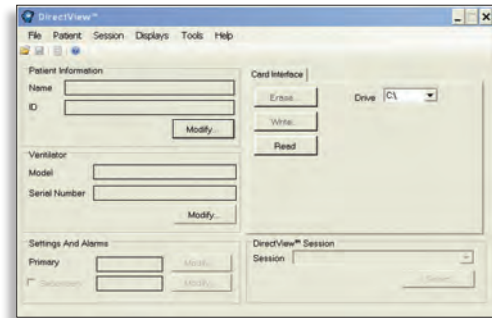 DirectView™
File Patient Session Displays Tools Help
Patient Information
Name
ID
Modify...
Ventilator
Model
Serial Number
Modify...
Settings And Alarms
Primary
Modify...
Secondary
Modify...
Card Interface
Erase...
Drive C:\
Write...
Read
DirectView™ Session
Session